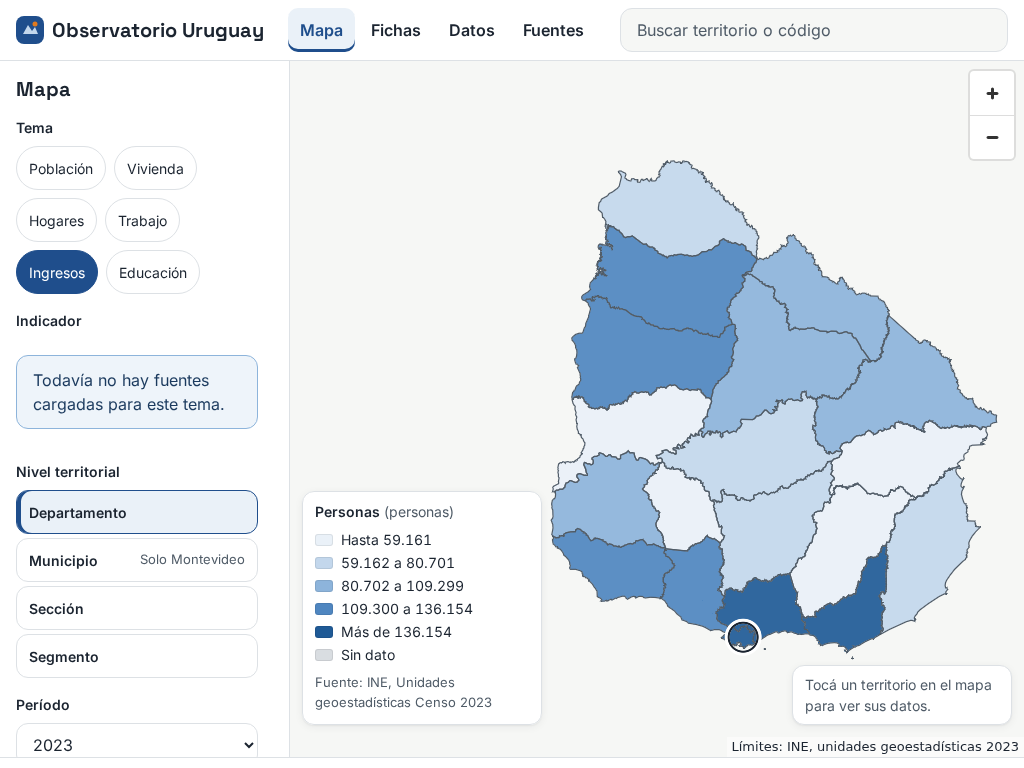 Observatorio Uruguay
Mapa
Fichas
Datos
Fuentes
Buscar territorio o código
Mapa
Tema
Población
Vivienda
Hogares
Trabajo
Ingresos
Educación
Indicador
Todavía no hay fuentes
cargadas para este tema.
Nivel territorial
Departamento
Municipio Solo Montevideo
Sección
Segmento
Período
2023
+
−
Personas (personas)
Hasta 59.161
59.162 a 80.701
80.702 a 109.299
109.300 a 136.154
Más de 136.154
Sin dato
Fuente: INE, Unidades
geoestadísticas Censo 2023
Tocá un territorio en el mapa
para ver sus datos.
Límites: INE, unidades geoestadísticas 2023